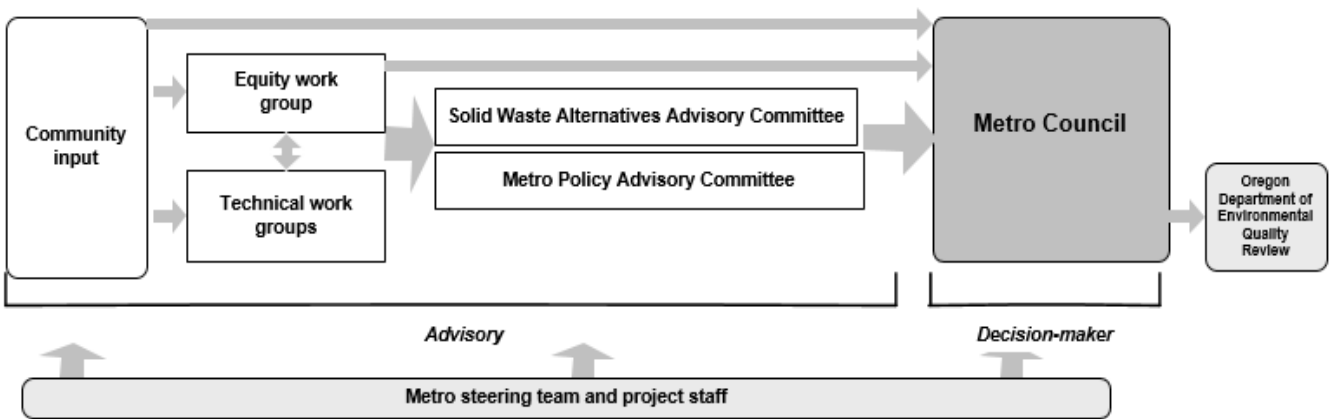 Community
input
Equity work
group
Technical work
groups
Solid Waste Alternatives Advisory Committee
Metro Policy Advisory Committee
Metro Council
Oregon
Department of
Environmental
Quality
Review
Advisory
Decision-maker
Metro steering team and project staff